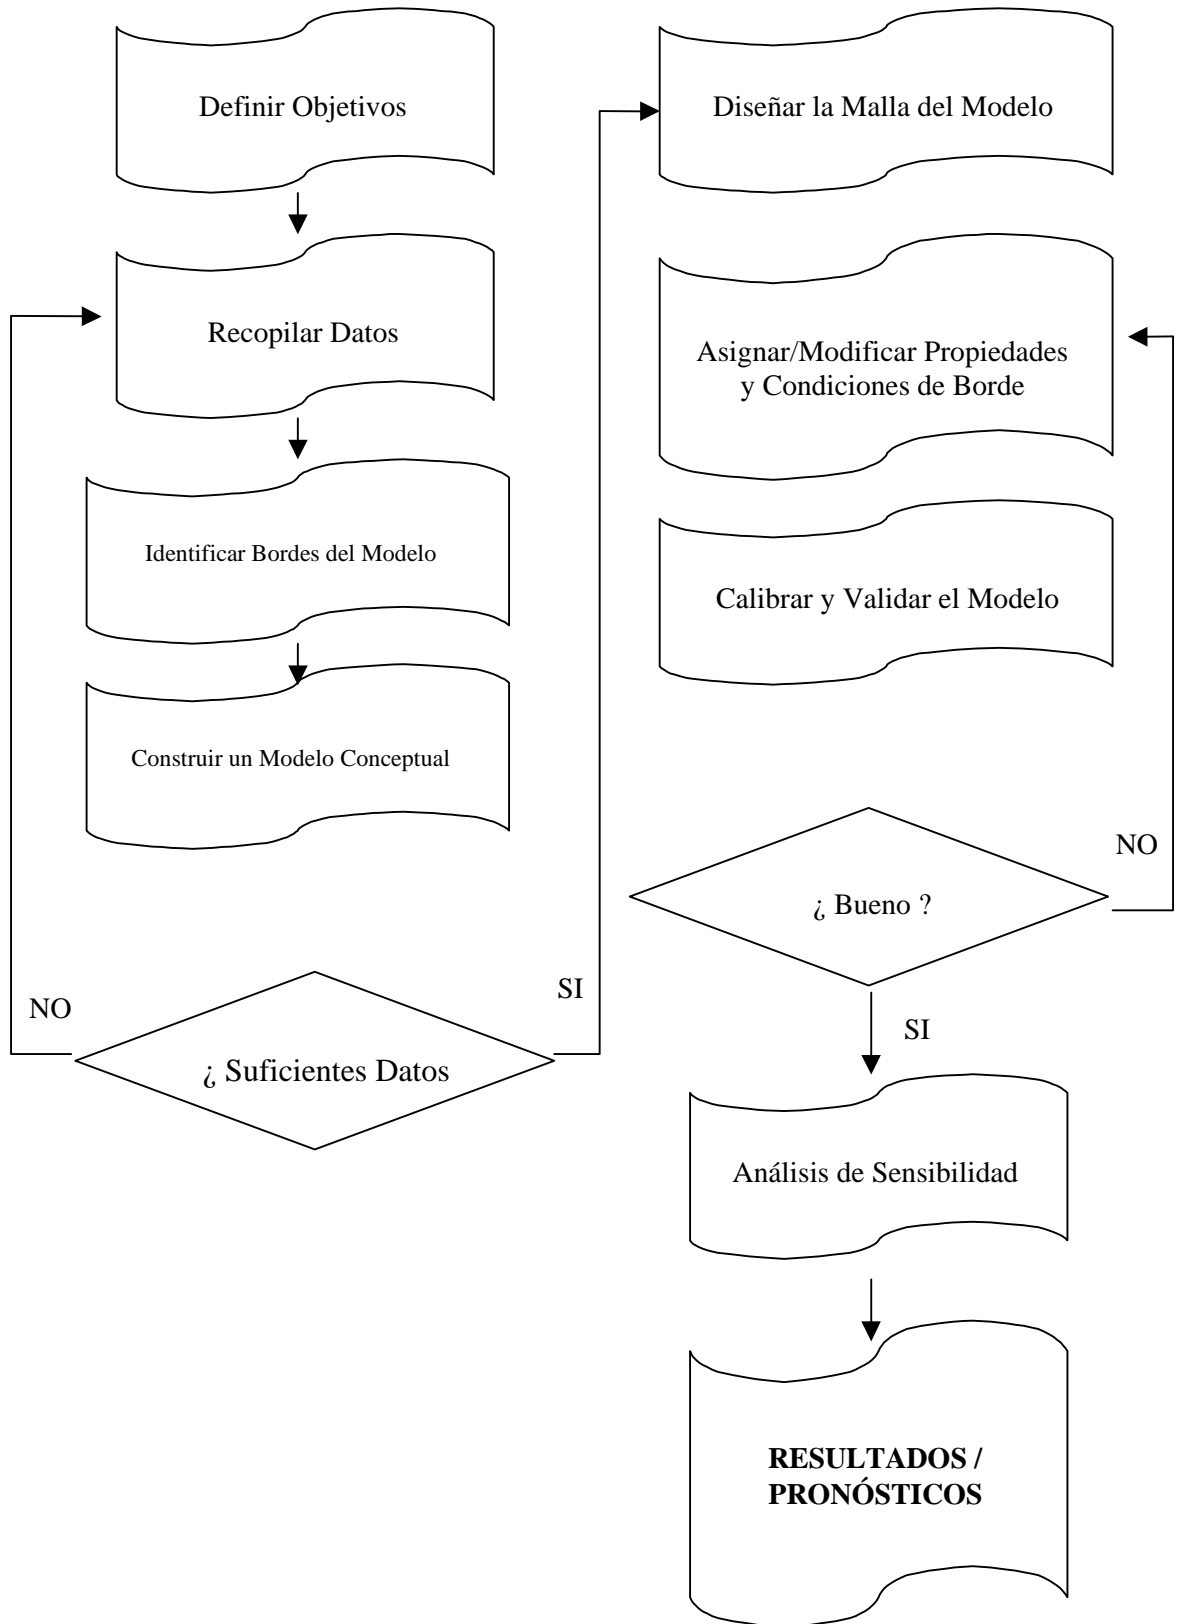 Definir Objetivos
Recopilar Datos
Identificar Bordes del Modelo
Construir un Modelo Conceptual
NO
¿ Suficientes Datos
SI
Diseñar la Malla del Modelo
Asignar/Modificar Propiedades
y Condiciones de Borde
Calibrar y Validar el Modelo
¿ Bueno ?
NO
SI
Análisis de Sensibilidad
RESULTADOS /
PRONÓSTICOS